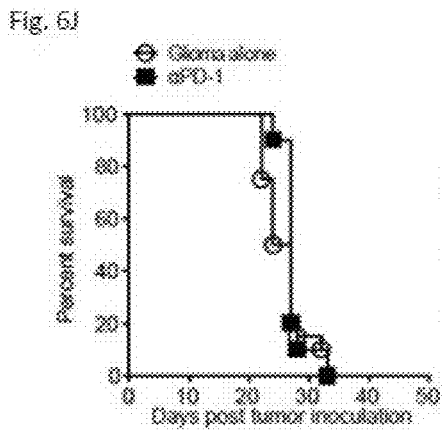 Fig. 6J
Glioma alone
αPD-1
100
80
60
40
20
0
Percent survival
0 10 20 30 40 50
Days post tumor inoculation